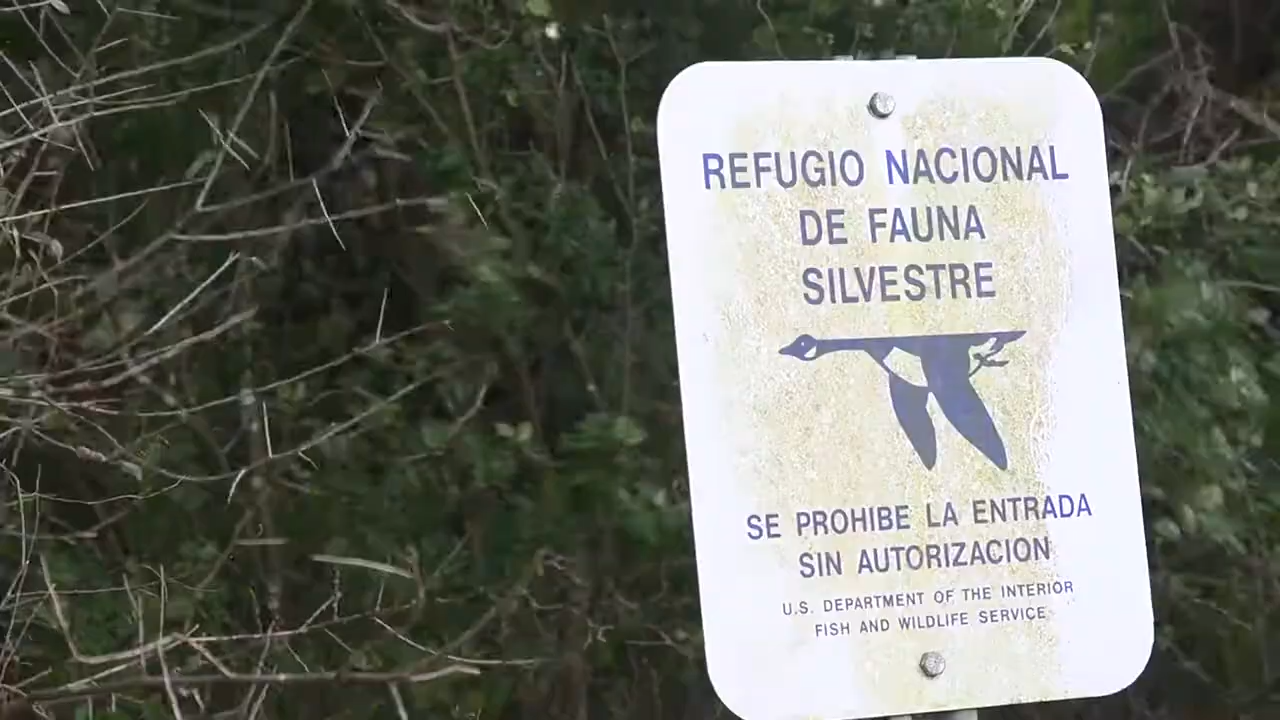 REFUGIO NACIONAL
DE FAUNA
SILVESTRE
SE PROHIBE LA ENTRADA
SIN AUTORIZACION
U.S. DEPARTMENT OF THE INTERIOR
FISH AND WILDLIFE SERVICE